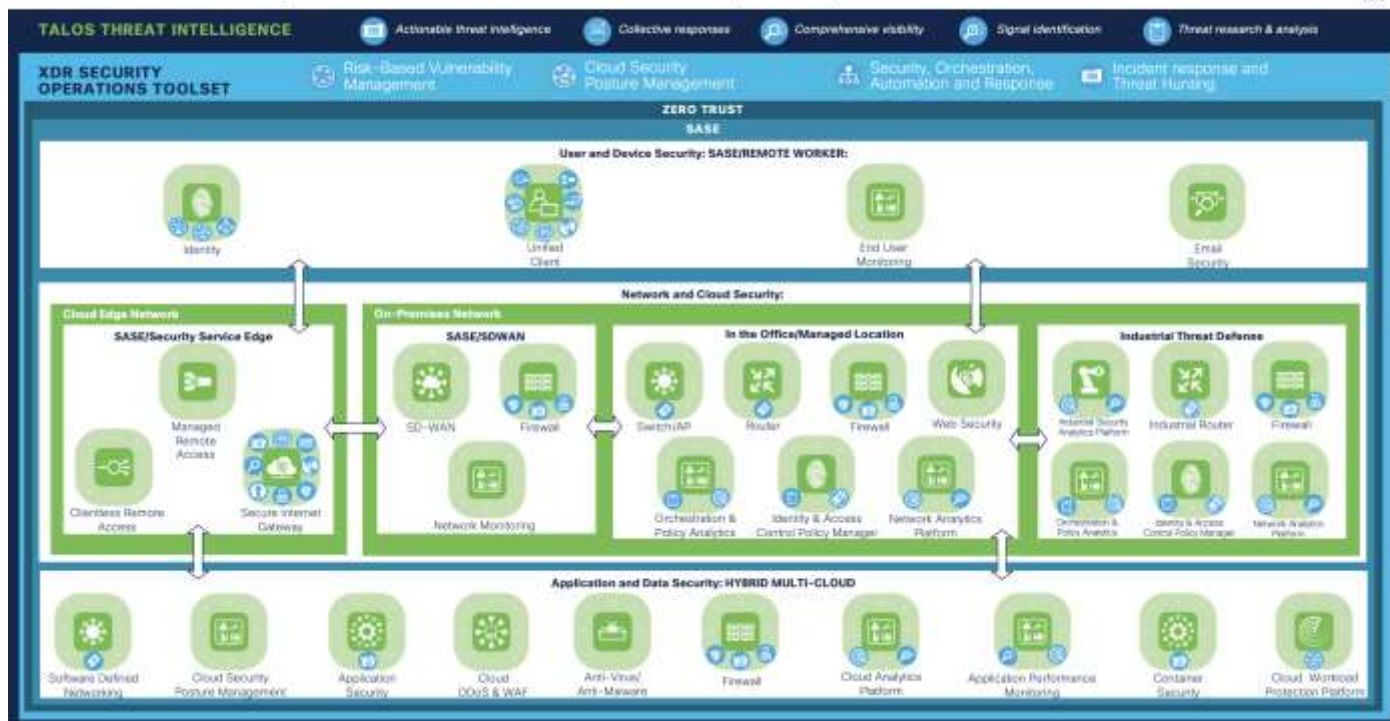 TALOS THREAT INTELLIGENCE
Actionable threat intelligence
Collective responses
Comprehensive visibility
Signal identification
Threat research & analysis
XDR SECURITY
OPERATIONS TOOLSET
Risk-Based Vulnerability
Management
Cloud Security
Posture Management
Security, Orchestration,
Automation and Response
Incident response and
Threat Hunting
ZERO TRUST
SASE
User and Device Security: SASE/REMOTE WORKER:
Identity
Unified
Client
End User
Monitoring
Email
Security
Network and Cloud Security:
Cloud Edge Network
SASE/Security Service Edge
Managed
Remote
Access
Clientless Remote
Access
Secure Internet
Gateway
On-Premises Network
SASE/SDWAN
SD-WAN
Firewall
Network Monitoring
In the Office/Managed Location
Switch/AP
Router
Firewall
Web Security
Orchestration &
Policy Analytics
Identity & Access
Control Policy Manager
Network Analytics
Platform
Industrial Threat Defense
Industrial Security
Analytics Platform
Industrial Router
Firewall
Orchestration &
Policy Analytics
Identity & Access
Control Policy Manager
Network Analytics
Platform
Application and Data Security: HYBRID MULTI-CLOUD
Software Defined
Networking
Cloud Security
Posture Management
Application
Security
Cloud
DDoS & WAF
Anti-Virus/
Anti-Malware
Firewall
Cloud Analytics
Platform
Application Performance
Monitoring
Container
Security
Cloud Workload
Protection Platform